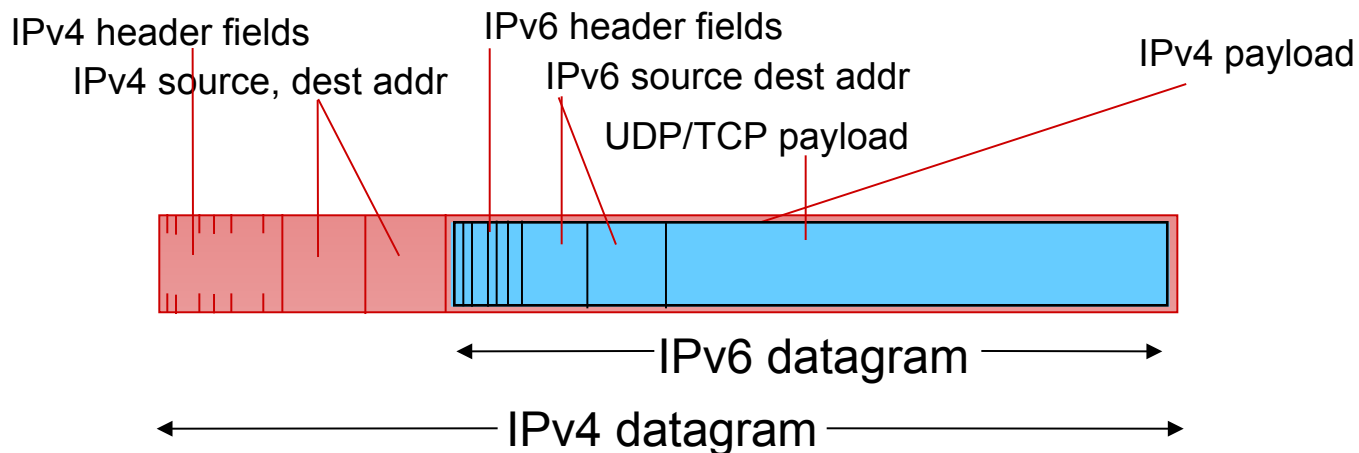 IPv4 header fields
IPv6 header fields
IPv4 payload
IPv4 source, dest addr
IPv6 source dest addr
UDP/TCP payload
IPv6 datagram
IPv4 datagram